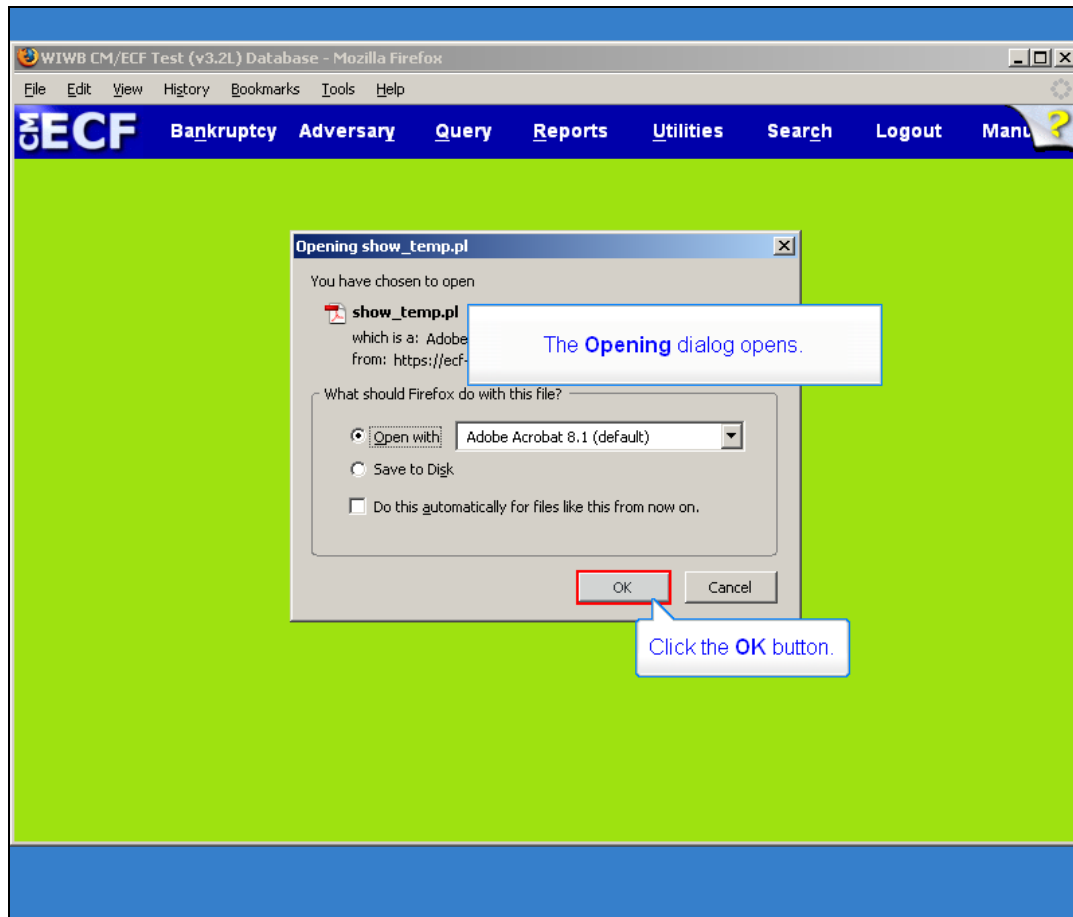 WIWB CM/ECF Test (v3.2L) Database - Mozilla Firefox
File Edit View History Bookmarks Tools Help
CM ECF Bankruptcy Adversary Query Reports Utilities Search Logout Manu ?
Opening show_temp.pl
You have chosen to open
show_temp.pl
which is a: Adobe
from: https://ecf-
The Opening dialog opens.
What should Firefox do with this file?
Open with Adobe Acrobat 8.1 (default)
Save to Disk
Do this automatically for files like this from now on.
OK Cancel
Click the OK button.